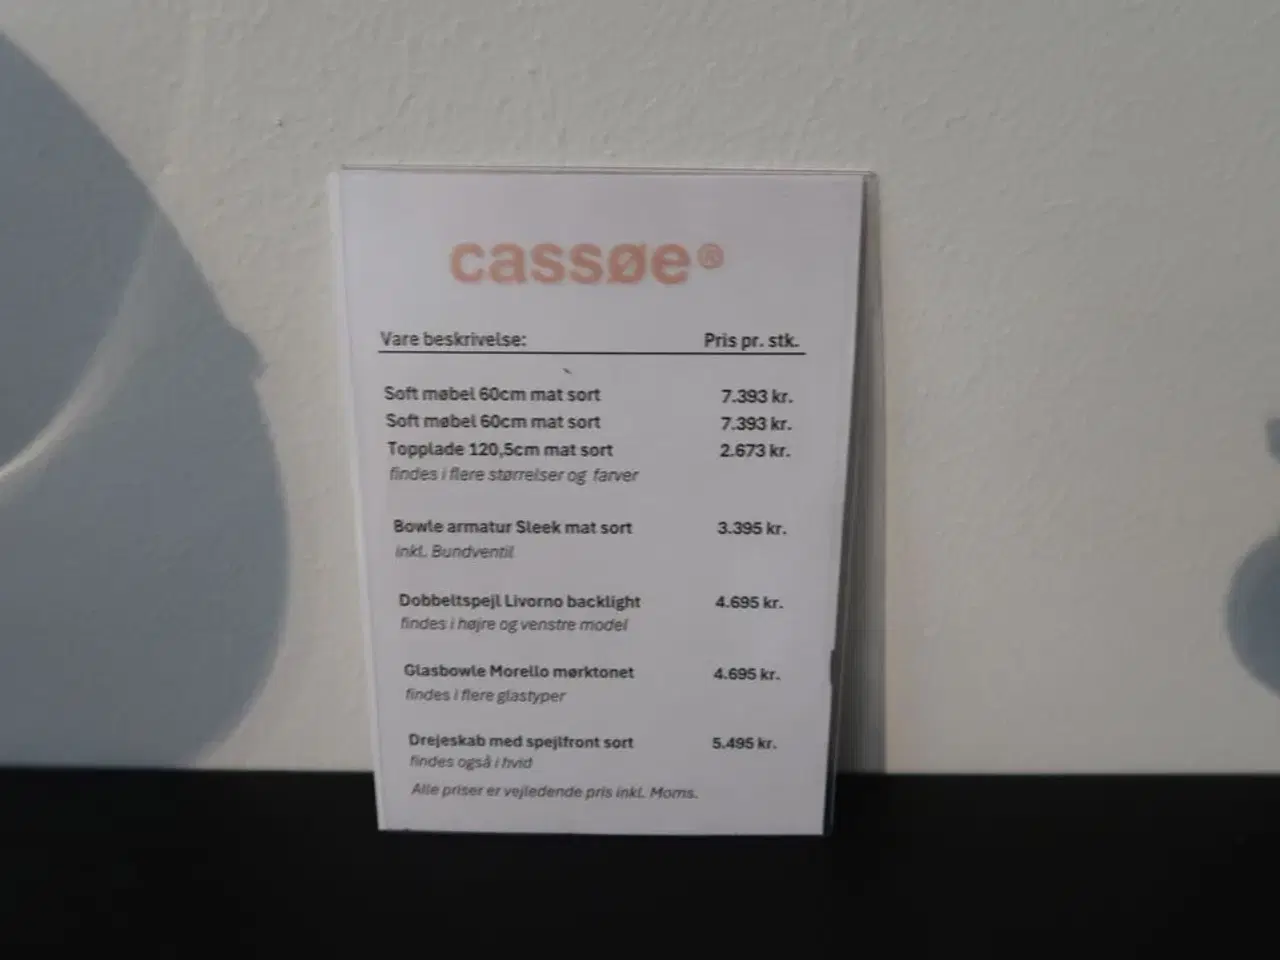 cassøe®
Vare beskrivelse: Pris pr. stk.
Soft møbel 60cm mat sort 7.393 kr.
Soft møbel 60cm mat sort 7.393 kr.
Topplade 120,5cm mat sort 2.673 kr.
findes i flere størrelser og farver
Bowle armatur Sleek mat sort 3.395 kr.
inkl. Bundventil
Dobbeltspejl Livorno backlight 4.695 kr.
findes i højre og venstre model
Glasbowle Morello mørktonet 4.695 kr.
findes i flere glastyper
Drejeskab med spejlfront sort 5.495 kr.
findes også i hvid
Alle priser er vejledende pris inkl. Moms.